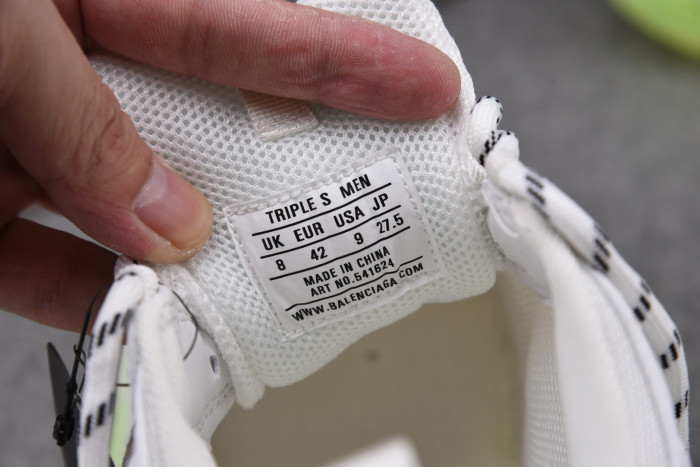 TRIPLE S MEN
UK EUR USA JP
8 42 9 27.5
MADE IN CHINA
ART NO.541624
WWW.BALENCIAGA.COM